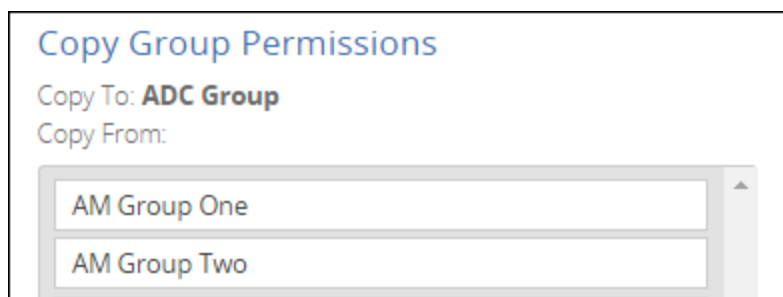 Copy Group Permissions
Copy To: ADC Group
Copy From:
AM Group One
AM Group Two